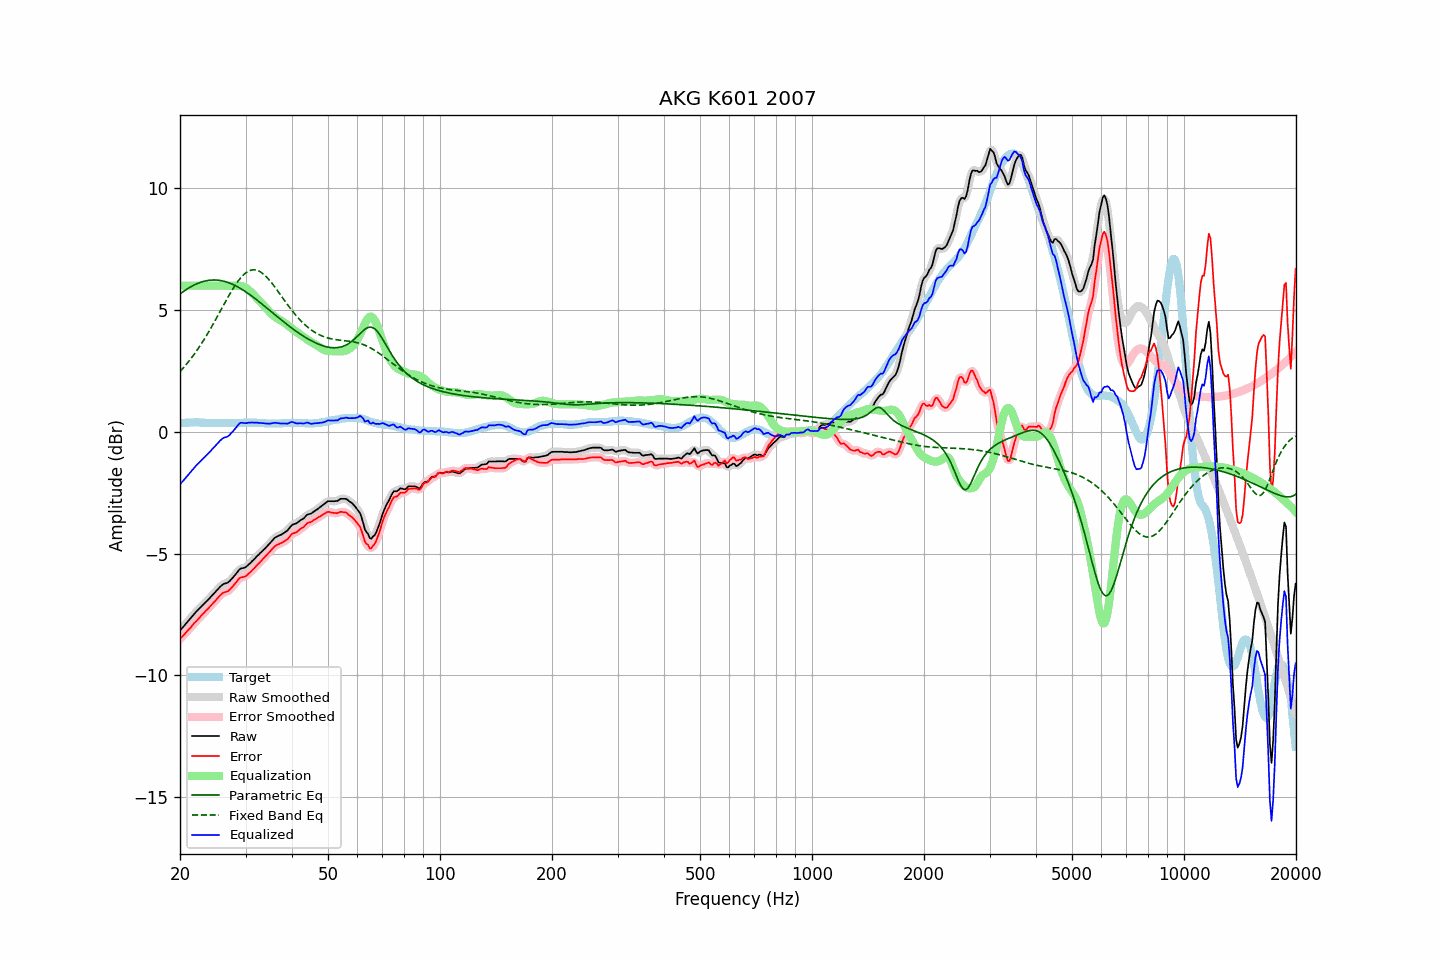 AKG K601 2007
Amplitude (dBr)
10
5
0
−5
−10
−15
Target
Raw Smoothed
Error Smoothed
Raw
Error
Equalization
Parametric Eq
Fixed Band Eq
Equalized
20 50 100 200 500 1000 2000 5000 10000 20000
Frequency (Hz)